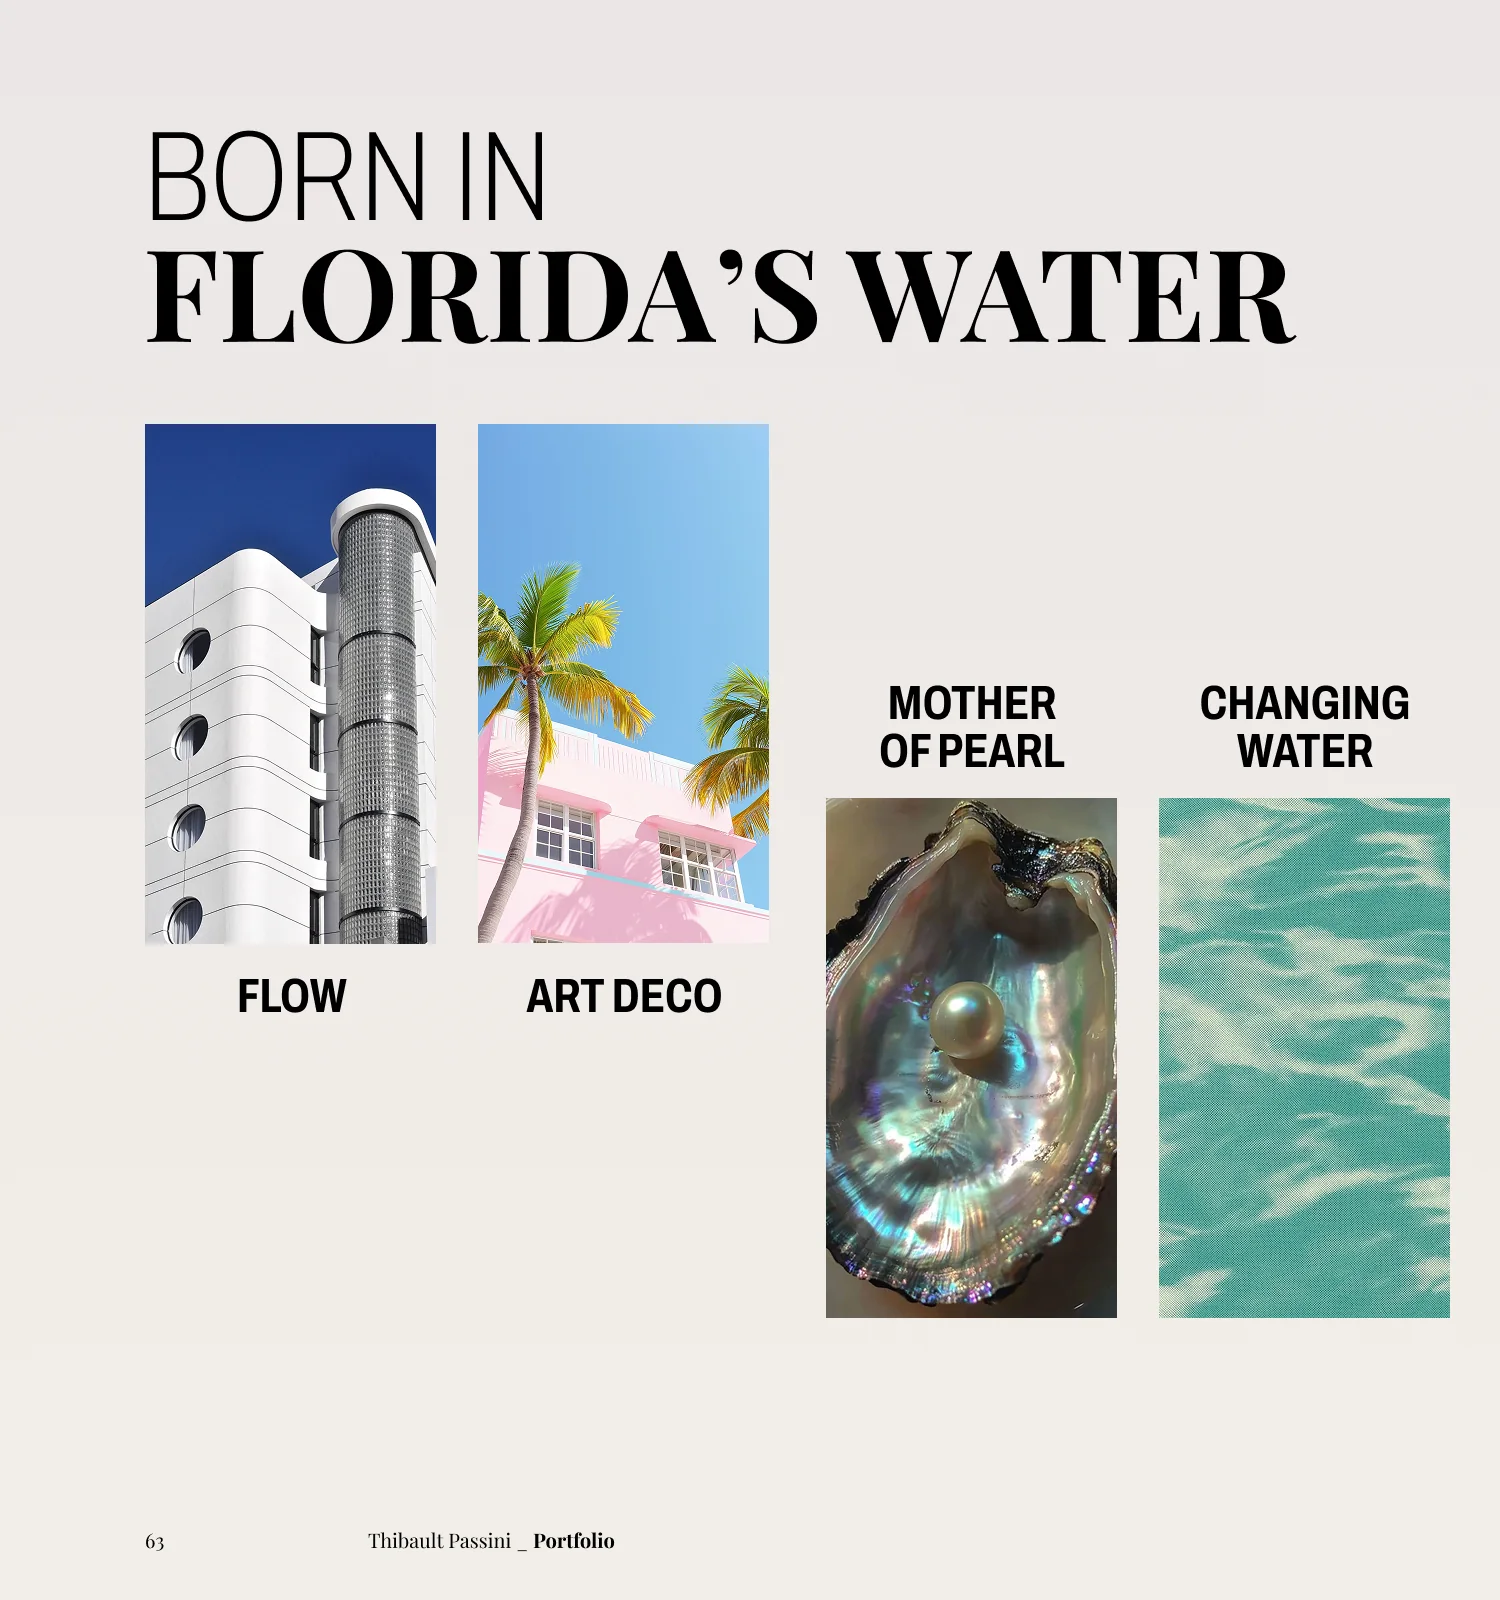 BORN IN
FLORIDA’S WATER
FLOW
ART DECO
MOTHER
OF PEARL
CHANGING
WATER
63
Thibault Passini _ Portfolio